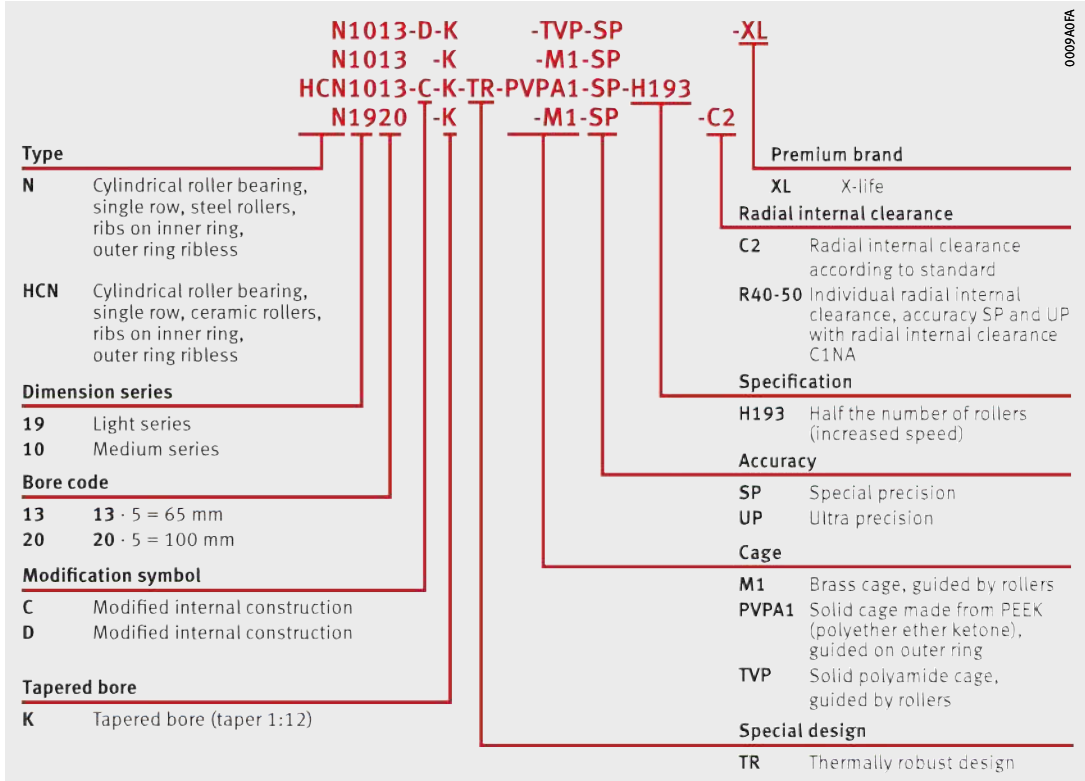 0009A0FA
N1013-D-K -TVP-SP -XL
N1013 -K -M1-SP
HCN1013-C-K-TR-PVPA1-SP-H193
N1920 -K -M1-SP -C2
Type
N Cylindrical roller bearing,
single row, steel rollers,
ribs on inner ring,
outer ring ribless
HCN Cylindrical roller bearing,
single row, ceramic rollers,
ribs on inner ring,
outer ring ribless
Dimension series
19 Light series
10 Medium series
Bore code
13 13 · 5 = 65 mm
20 20 · 5 = 100 mm
Modification symbol
C Modified internal construction
D Modified internal construction
Tapered bore
K Tapered bore (taper 1:12)
Premium brand
XL X-life
Radial internal clearance
C2 Radial internal clearance
according to standard
R40-50 Individual radial internal
clearance, accuracy SP and UP
with radial internal clearance
C1NA
Specification
H193 Half the number of rollers
(increased speed)
Accuracy
SP Special precision
UP Ultra precision
Cage
M1 Brass cage, guided by rollers
PVPA1 Solid cage made from PEEK
(polyether ether ketone),
guided on outer ring
TVP Solid polyamide cage,
guided by rollers
Special design
TR Thermally robust design